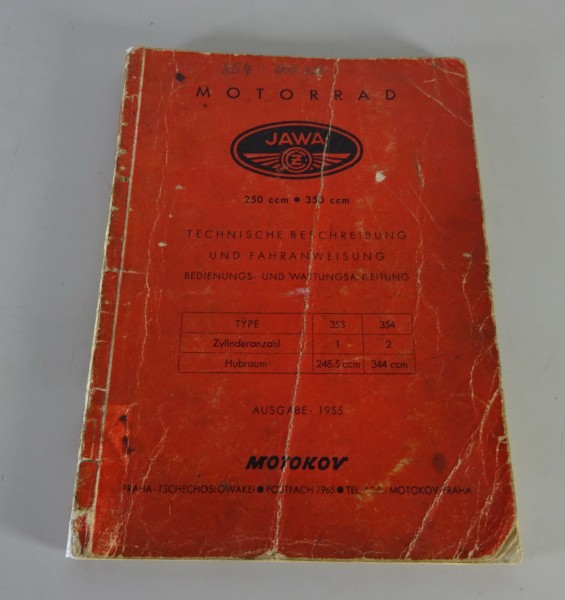 MOTORRAD
JAWA
CZ
250 ccm • 350 ccm
TECHNISCHE BESCHREIBUNG
UND FAHRANWEISUNG
BEDIENUNGS- UND WARTUNGSANLEITUNG
TYPE 353 354
Zylinderanzahl 1 2
Hubraum 248.5 ccm 344 ccm
AUSGABE 1955
MOTOKOV
PRAHA-TSCHECHOSLOWAKEI • POSTFACH 7965 • TEL. MOTOKOV-PRAHA